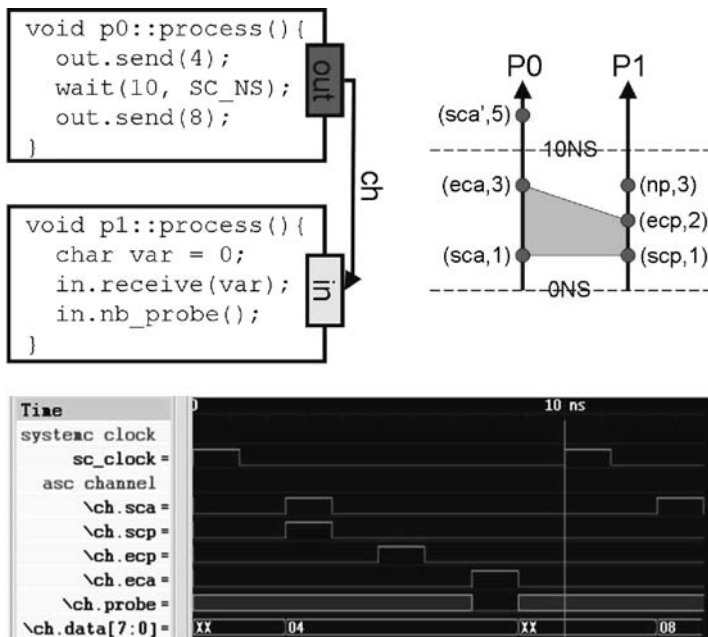 void p0::process(){
out.send(4);
wait(10, SC_NS);
out.send(8);
}
out
ch
void p1::process(){
char var = 0;
in.receive(var);
in.nb_probe();
}
in
P0 P1
(sca',5)
10NS
(eca,3) (np,3)
(ecp,2)
(sca,1) (scp,1)
0NS
Time 0 10 ns
systemc clock
sc_clock=
asc channel
\ch.sca=
\ch.scp=
\ch.ecp=
\ch.eca=
\ch.probe=
\ch.data[7:0]= XX 04 XX 08